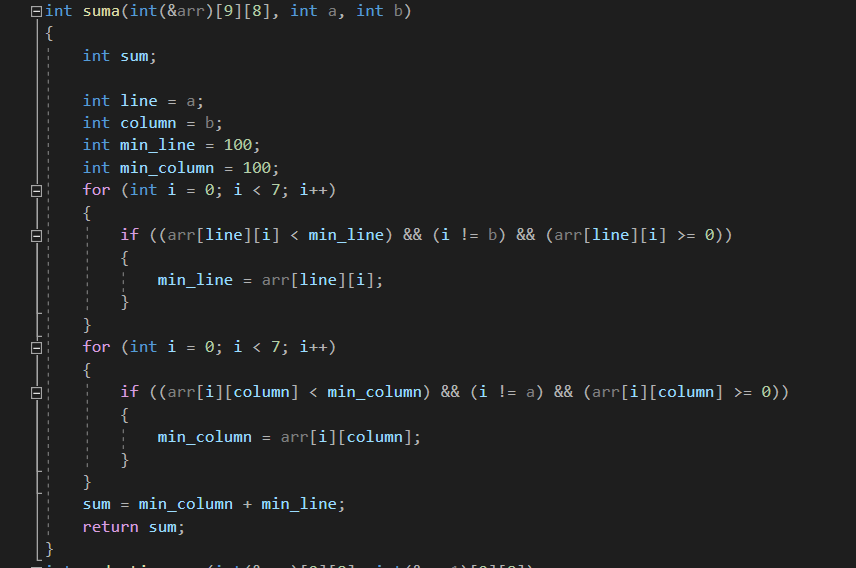 int suma(int(&arr)[9][8], int a, int b)
{
int sum;
int line = a;
int column = b;
int min_line = 100;
int min_column = 100;
for (int i = 0; i < 7; i++)
{
if ((arr[line][i] < min_line) && (i != b) && (arr[line][i] >= 0))
{
min_line = arr[line][i];
}
}
for (int i = 0; i < 7; i++)
{
if ((arr[i][column] < min_column) && (i != a) && (arr[i][column] >= 0))
{
min_column = arr[i][column];
}
}
sum = min_column + min_line;
return sum;
}